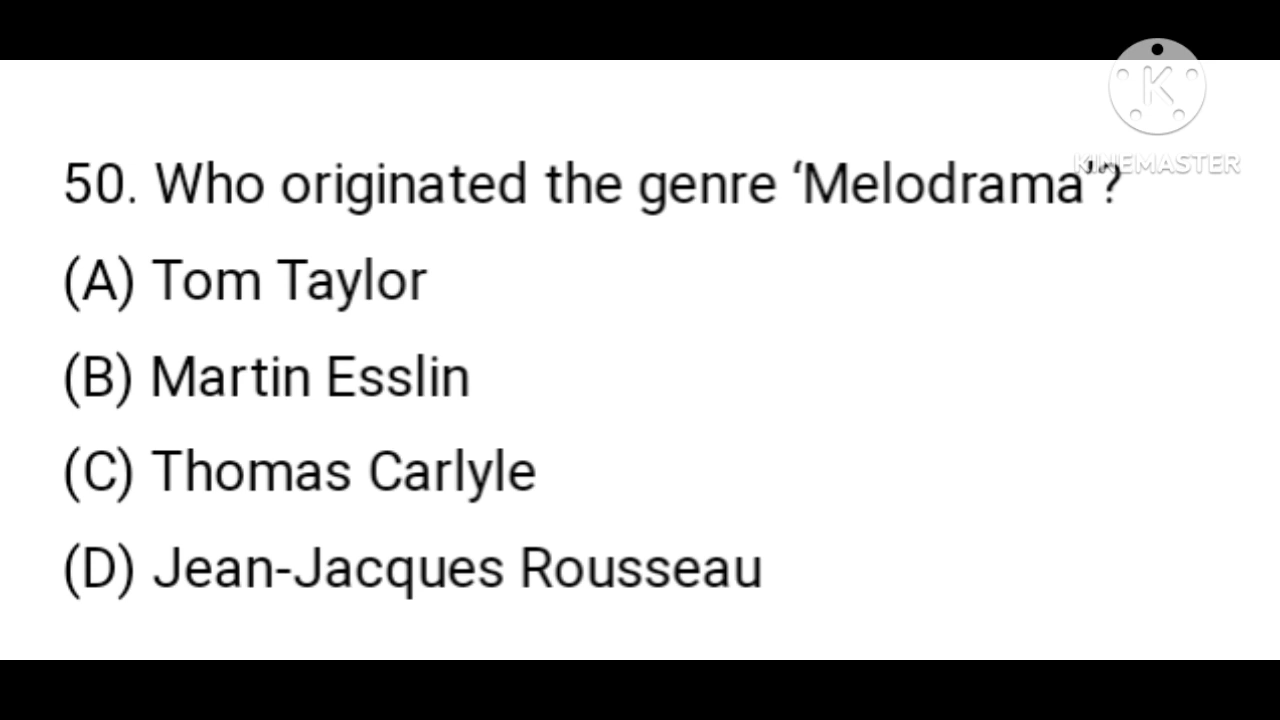 K
KINEMASTER
50. Who originated the genre ‘Melodrama’?
(A) Tom Taylor
(B) Martin Esslin
(C) Thomas Carlyle
(D) Jean-Jacques Rousseau